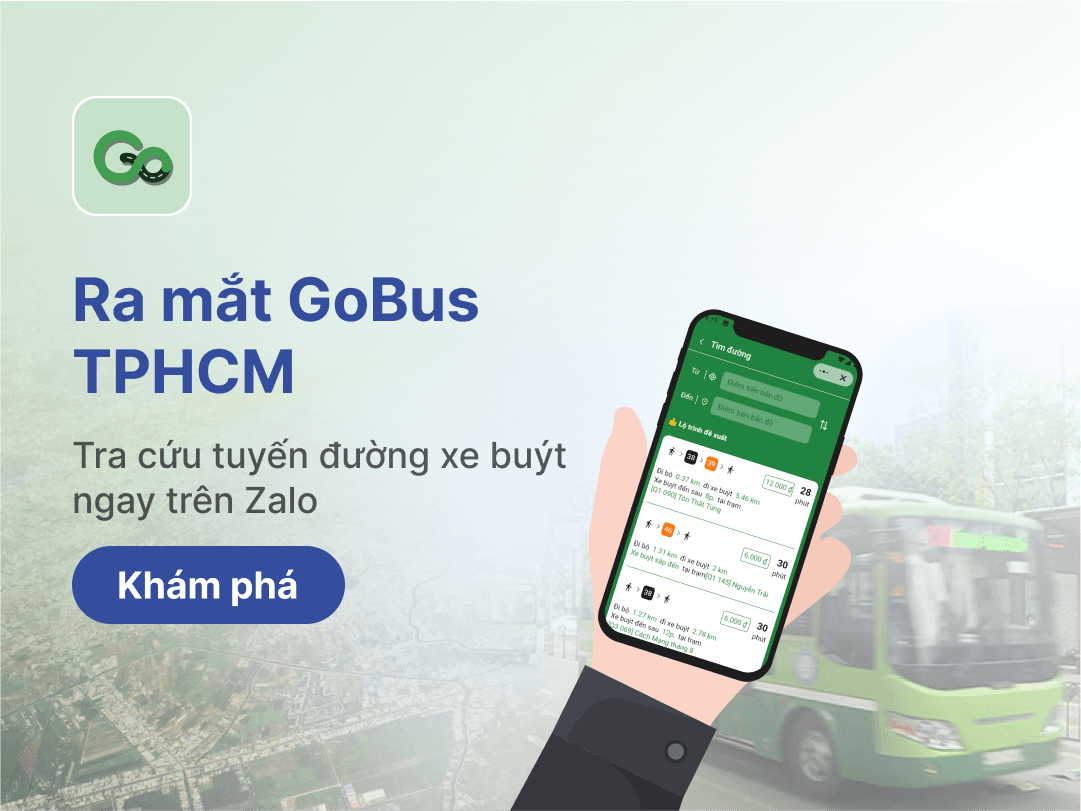 Go
Ra mắt GoBus
TPHCM
Tra cứu tuyến đường xe buýt
ngay trên Zalo
Khám phá
Tìm đường
Từ
Điểm trên bản đồ
Đến
Điểm trên bản đồ
Lộ trình đề xuất
38 39 12.000 đ 28
phút
Đi bộ 0.37 km đi xe buýt 5.46 km
Xe buýt đến sau 8p, tại trạm
[Q1 090] Tôn Thất Tùng
46 6.000 đ 30
phút
Đi bộ 1.31 km đi xe buýt 2 km
Xe buýt sắp đến tại trạm[Q1 145] Nguyễn Trãi
38 6.000 đ 30
phút
Đi bộ 1.27 km đi xe buýt 2.78 km
Xe buýt đến sau 12p, tại trạm
[Q3 069] Cách Mạng tháng 8